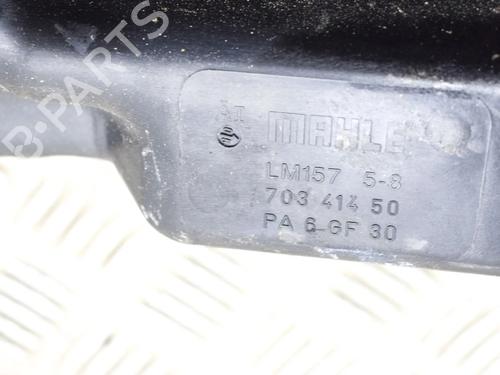 MAHLE
LM157 5-8
703 414 50
PA 6-GF 30
B-PARTS